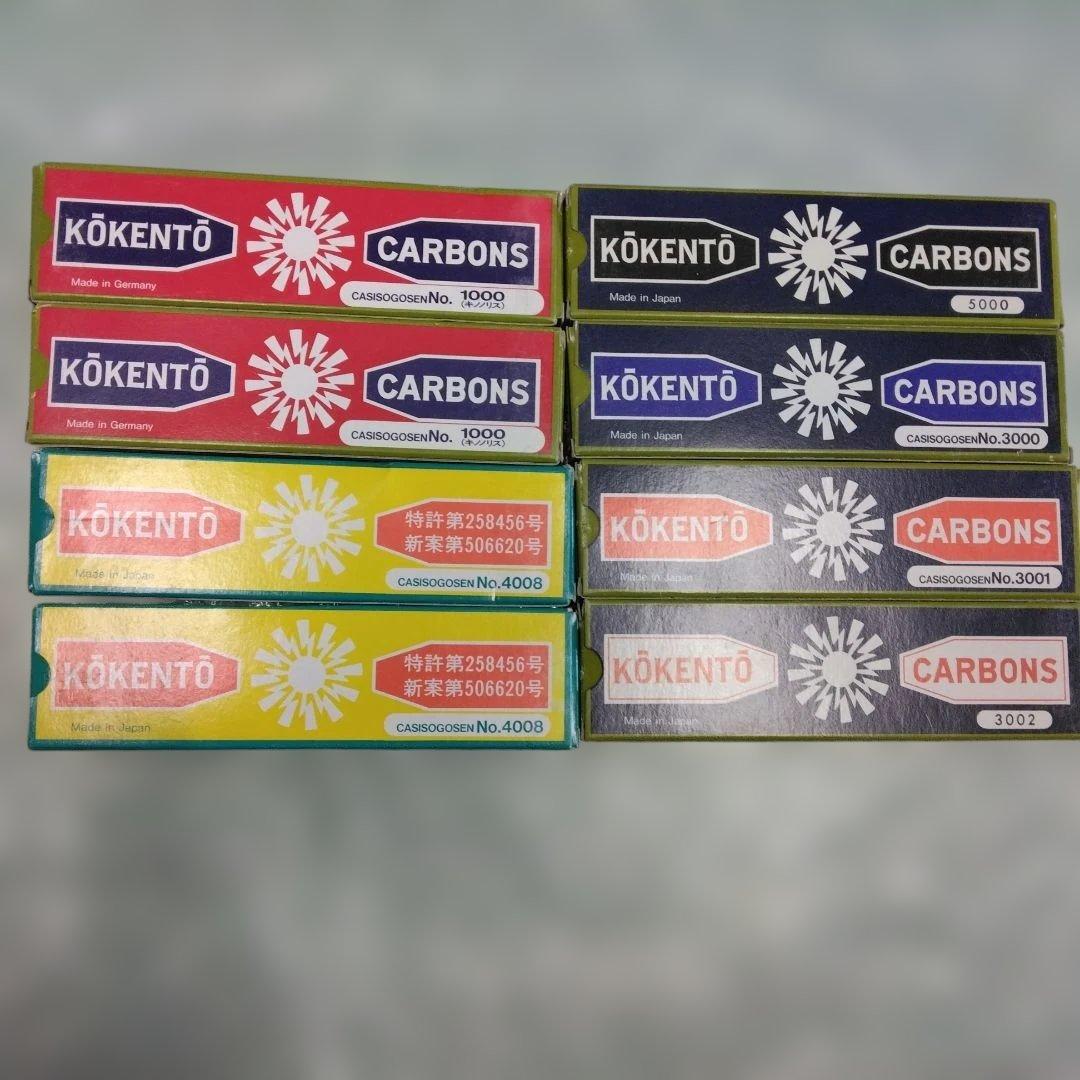 KŌKENTŌ CARBONS
Made in Germany
CASISOGOSEN No. 1000
(キノノリス)
KŌKENTŌ CARBONS
Made in Germany
CASISOGOSEN No. 1000
(キノノリス)
KŌKENTŌ
特許第258456号
新案第506620号
Made in Japan
CASISOGOSEN No.4008
KŌKENTŌ
特許第258456号
新案第506620号
Made in Japan
CASISOGOSEN No.4008
KŌKENTŌ CARBONS
Made in Japan
5000
KŌKENTŌ CARBONS
Made in Japan
CASISOGOSEN No.3000
KŌKENTŌ CARBONS
Made in Japan
CASISOGOSEN No.3001
KŌKENTŌ CARBONS
Made in Japan
3002